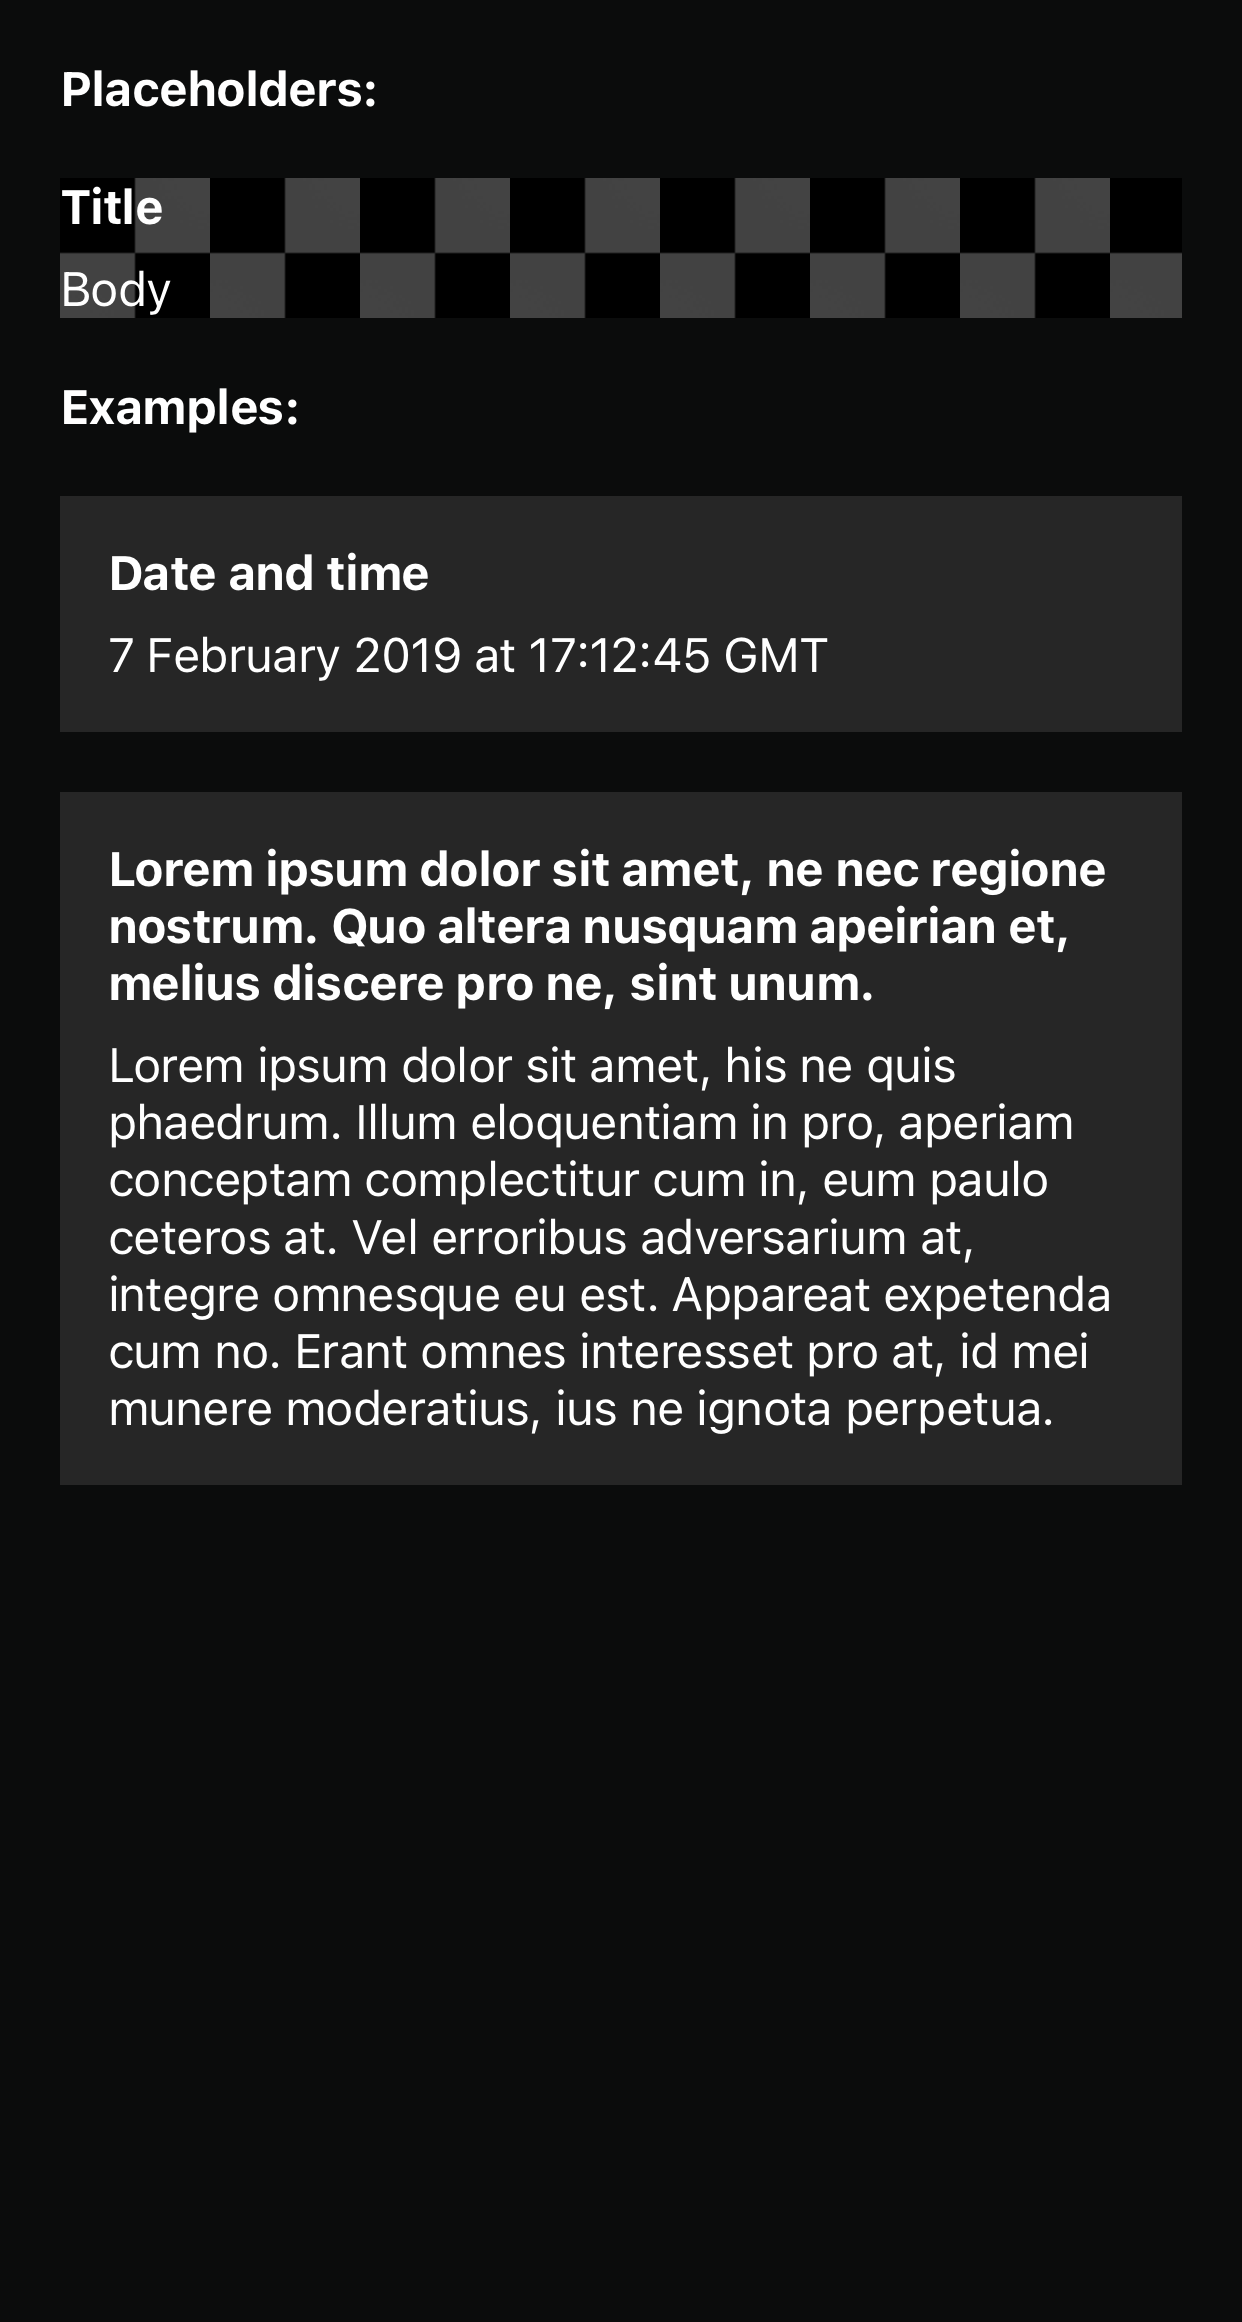 Placeholders:
Title
Body
Examples:
Date and time
7 February 2019 at 17:12:45 GMT
Lorem ipsum dolor sit amet, ne nec regione
nostrum. Quo altera nusquam apeirian et,
melius discere pro ne, sint unum.
Lorem ipsum dolor sit amet, his ne quis
phaedrum. Illum eloquentiam in pro, aperiam
conceptam complectitur cum in, eum paulo
ceteros at. Vel erroribus adversarium at,
integre omnesque eu est. Appareat expetenda
cum no. Erant omnes interesset pro at, id mei
munere moderatius, ius ne ignota perpetua.